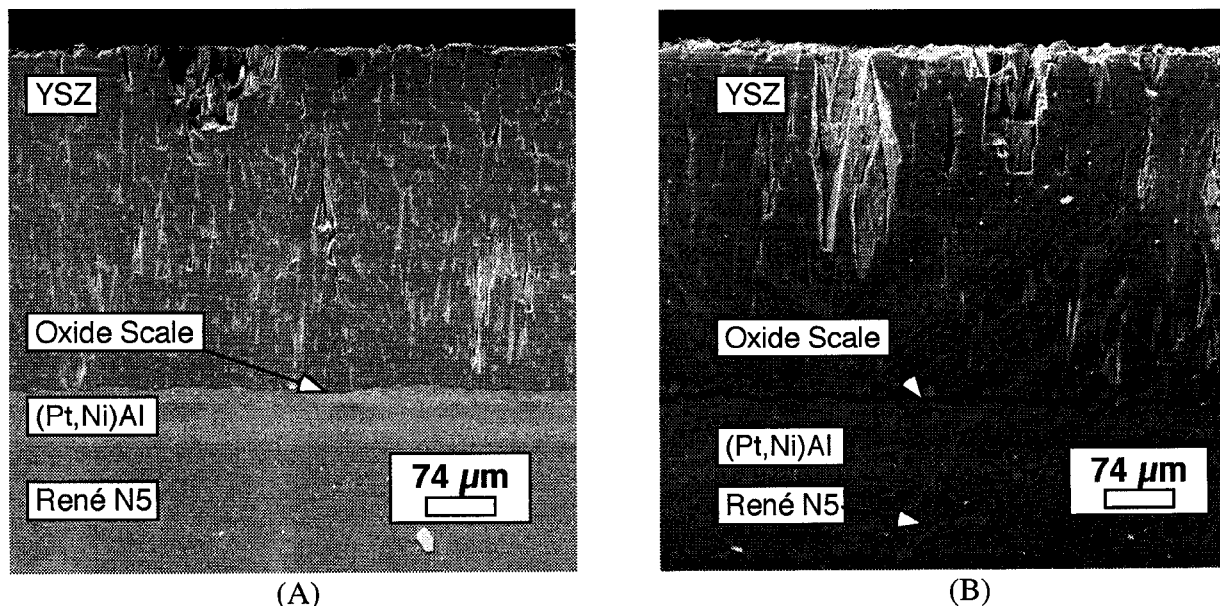 YSZ
Oxide Scale
(Pt,Ni)Al
74 µm
René N5
(A)
YSZ
Oxide Scale
(Pt,Ni)Al
74 µm
René N5
(B)